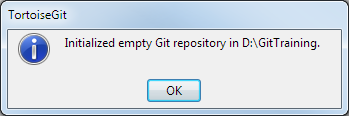 TortoiseGit
Initialized empty Git repository in D:\GitTraining.
OK